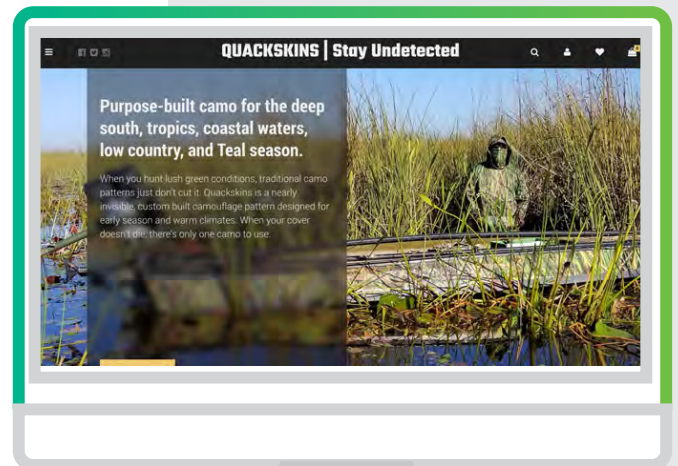 QUACKSKINS | Stay Undetected
Purpose-built camo for the deep
south, tropics, coastal waters,
low country, and Teal season.
When you hunt lush green conditions, traditional camo
patterns just don't cut it. Quackskins is a nearly
invisible, custom built camouflage pattern designed for
early season and warm climates. When your cover
doesn't die, there's only one camo to use.